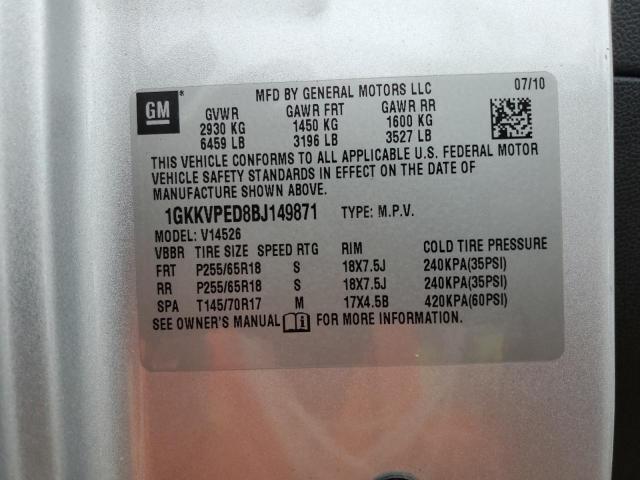 MFD BY GENERAL MOTORS LLC 07/10
GM*
GVWR GAWR FRT GAWR RR
2930 KG 1450 KG 1600 KG
6459 LB 3196 LB 3527 LB
THIS VEHICLE CONFORMS TO ALL APPLICABLE U.S. FEDERAL MOTOR
VEHICLE SAFETY STANDARDS IN EFFECT ON THE DATE OF
MANUFACTURE SHOWN ABOVE.
1GKKVPED8BJ149871 TYPE: M.P.V.
MODEL: V14526
VBBR TIRE SIZE SPEED RTG RIM COLD TIRE PRESSURE
FRT P255/65R18 S 18X7.5J 240KPA(35PSI)
RR P255/65R18 S 18X7.5J 240KPA(35PSI)
SPA T145/70R17 M 17X4.5B 420KPA(60PSI)
SEE OWNER'S MANUAL FOR MORE INFORMATION.